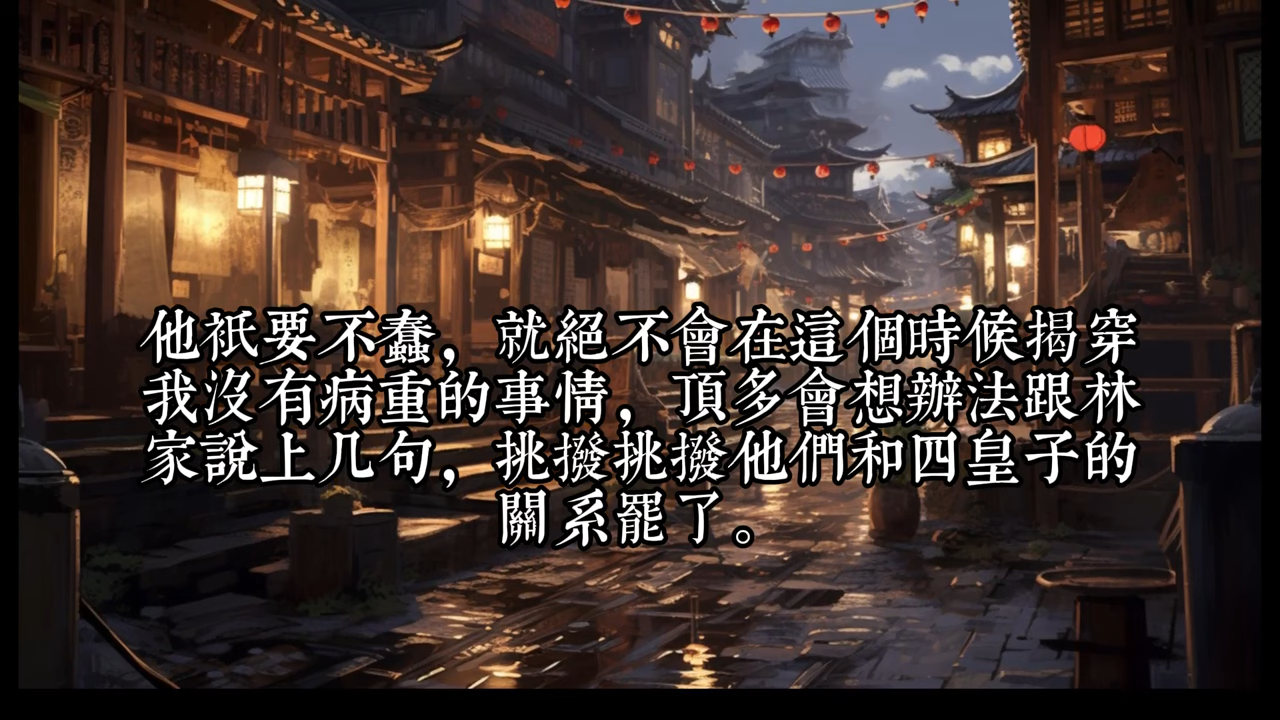 他衹要不蠢，就絕不會在這個時候揭穿
我沒有病重的事情，頂多會想辦法跟林
家說上几句，挑撥挑撥他們和四皇子的
關系罷了。